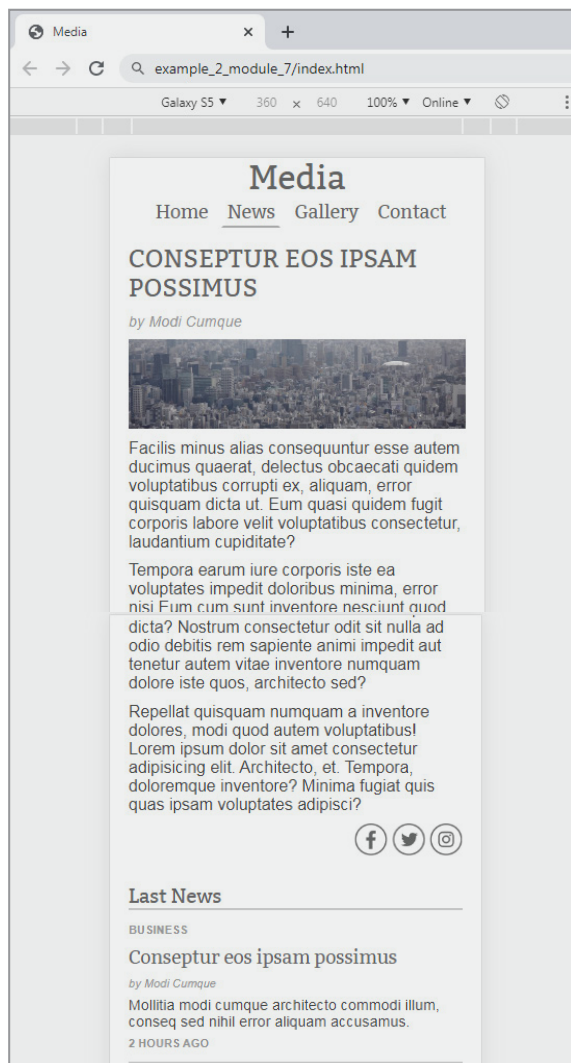 Media
example_2_module_7/index.html
Galaxy S5 ▼ 360 × 640 100% ▼ Online ▼
Media
Home News Gallery Contact
CONSEPTUR EOS IPSAM
POSSIMUS
by Modi Cumque
Facilis minus alias consequuntur esse autem
ducimus quaerat, delectus obcaecati quidem
voluptatibus corrupti ex, aliquam, error
quisquam dicta ut. Eum quasi quidem fugit
corporis labore velit voluptatibus consectetur,
laudantium cupiditate?
Tempora earum iure corporis iste ea
voluptates impedit doloribus minima, error
nisi Eum cum sunt inventore nesciunt quod
dicta? Nostrum consectetur odit sit nulla ad
odio debitis rem sapiente animi impedit aut
tenetur autem vitae inventore numquam
dolore iste quos, architecto sed?
Repellat quisquam numquam a inventore
dolores, modi quod autem voluptatibus!
Lorem ipsum dolor sit amet consectetur
adipisicing elit. Architecto, et. Tempora,
doloremque inventore? Minima fugiat quis
quas ipsam voluptates adipisci?
Last News
BUSINESS
Conseptur eos ipsam possimus
by Modi Cumque
Mollitia modi cumque architecto commodi illum,
conseq sed nihil error aliquam accusamus.
2 HOURS AGO